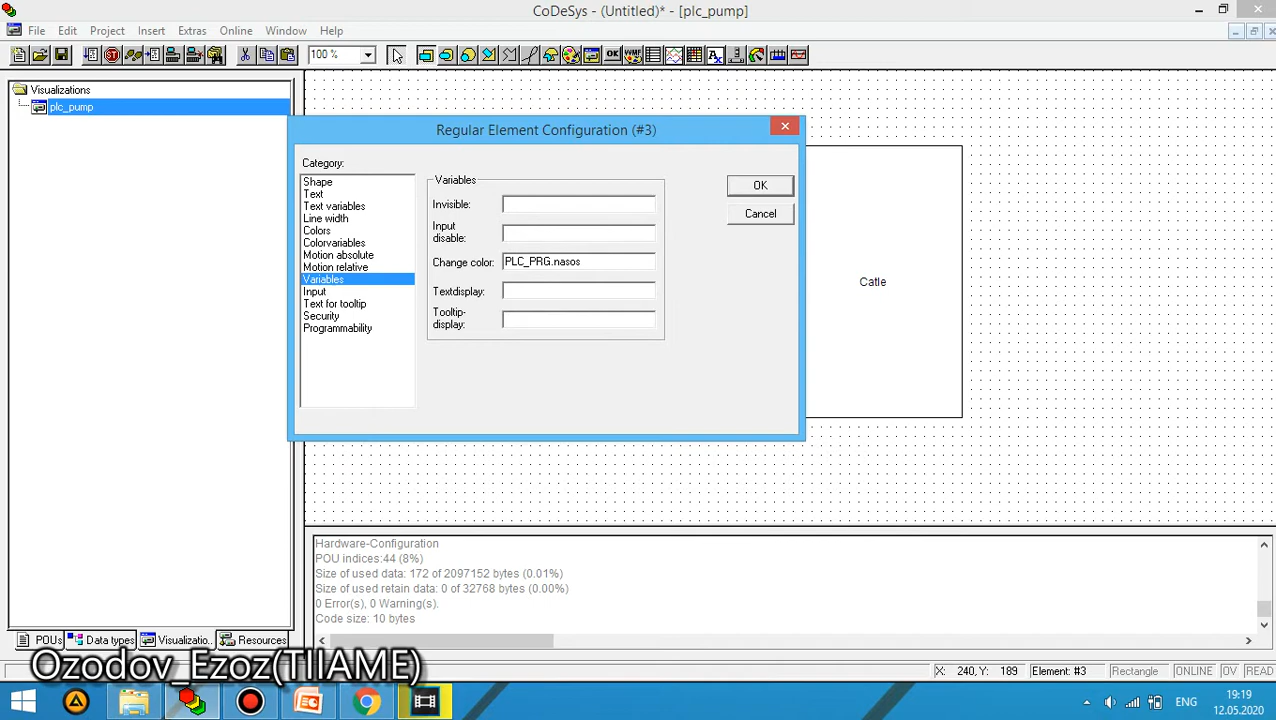 CoDeSys - (Untitled)* - [plc_pump]
File Edit Project Insert Extras Online Window Help
100 %
Visualizations
plc_pump
Regular Element Configuration (#3)
Category:
Shape
Text
Text variables
Line width
Colors
Colorvariables
Motion absolute
Motion relative
Variables
Input
Text for tooltip
Security
Programmability
Variables
Invisible:
Input
disable:
Change color: PLC_PRG.nasos
Textdisplay:
Tooltip-
display:
OK
Cancel
Catle
Hardware-Configuration
POU indices:44 (8%)
Size of used data: 172 of 2097152 bytes (0.01%)
Size of used retain data: 0 of 32768 bytes (0.00%)
0 Error(s), 0 Warning(s).
Code size: 10 bytes
POUs Data types Visualizatio.. Resources
Ozodov_Ezoz(TIIAME)
X: 240,Y: 189 Element: #3 Rectangle ONLINE OV READ
ENG
19:19
12.05.2020